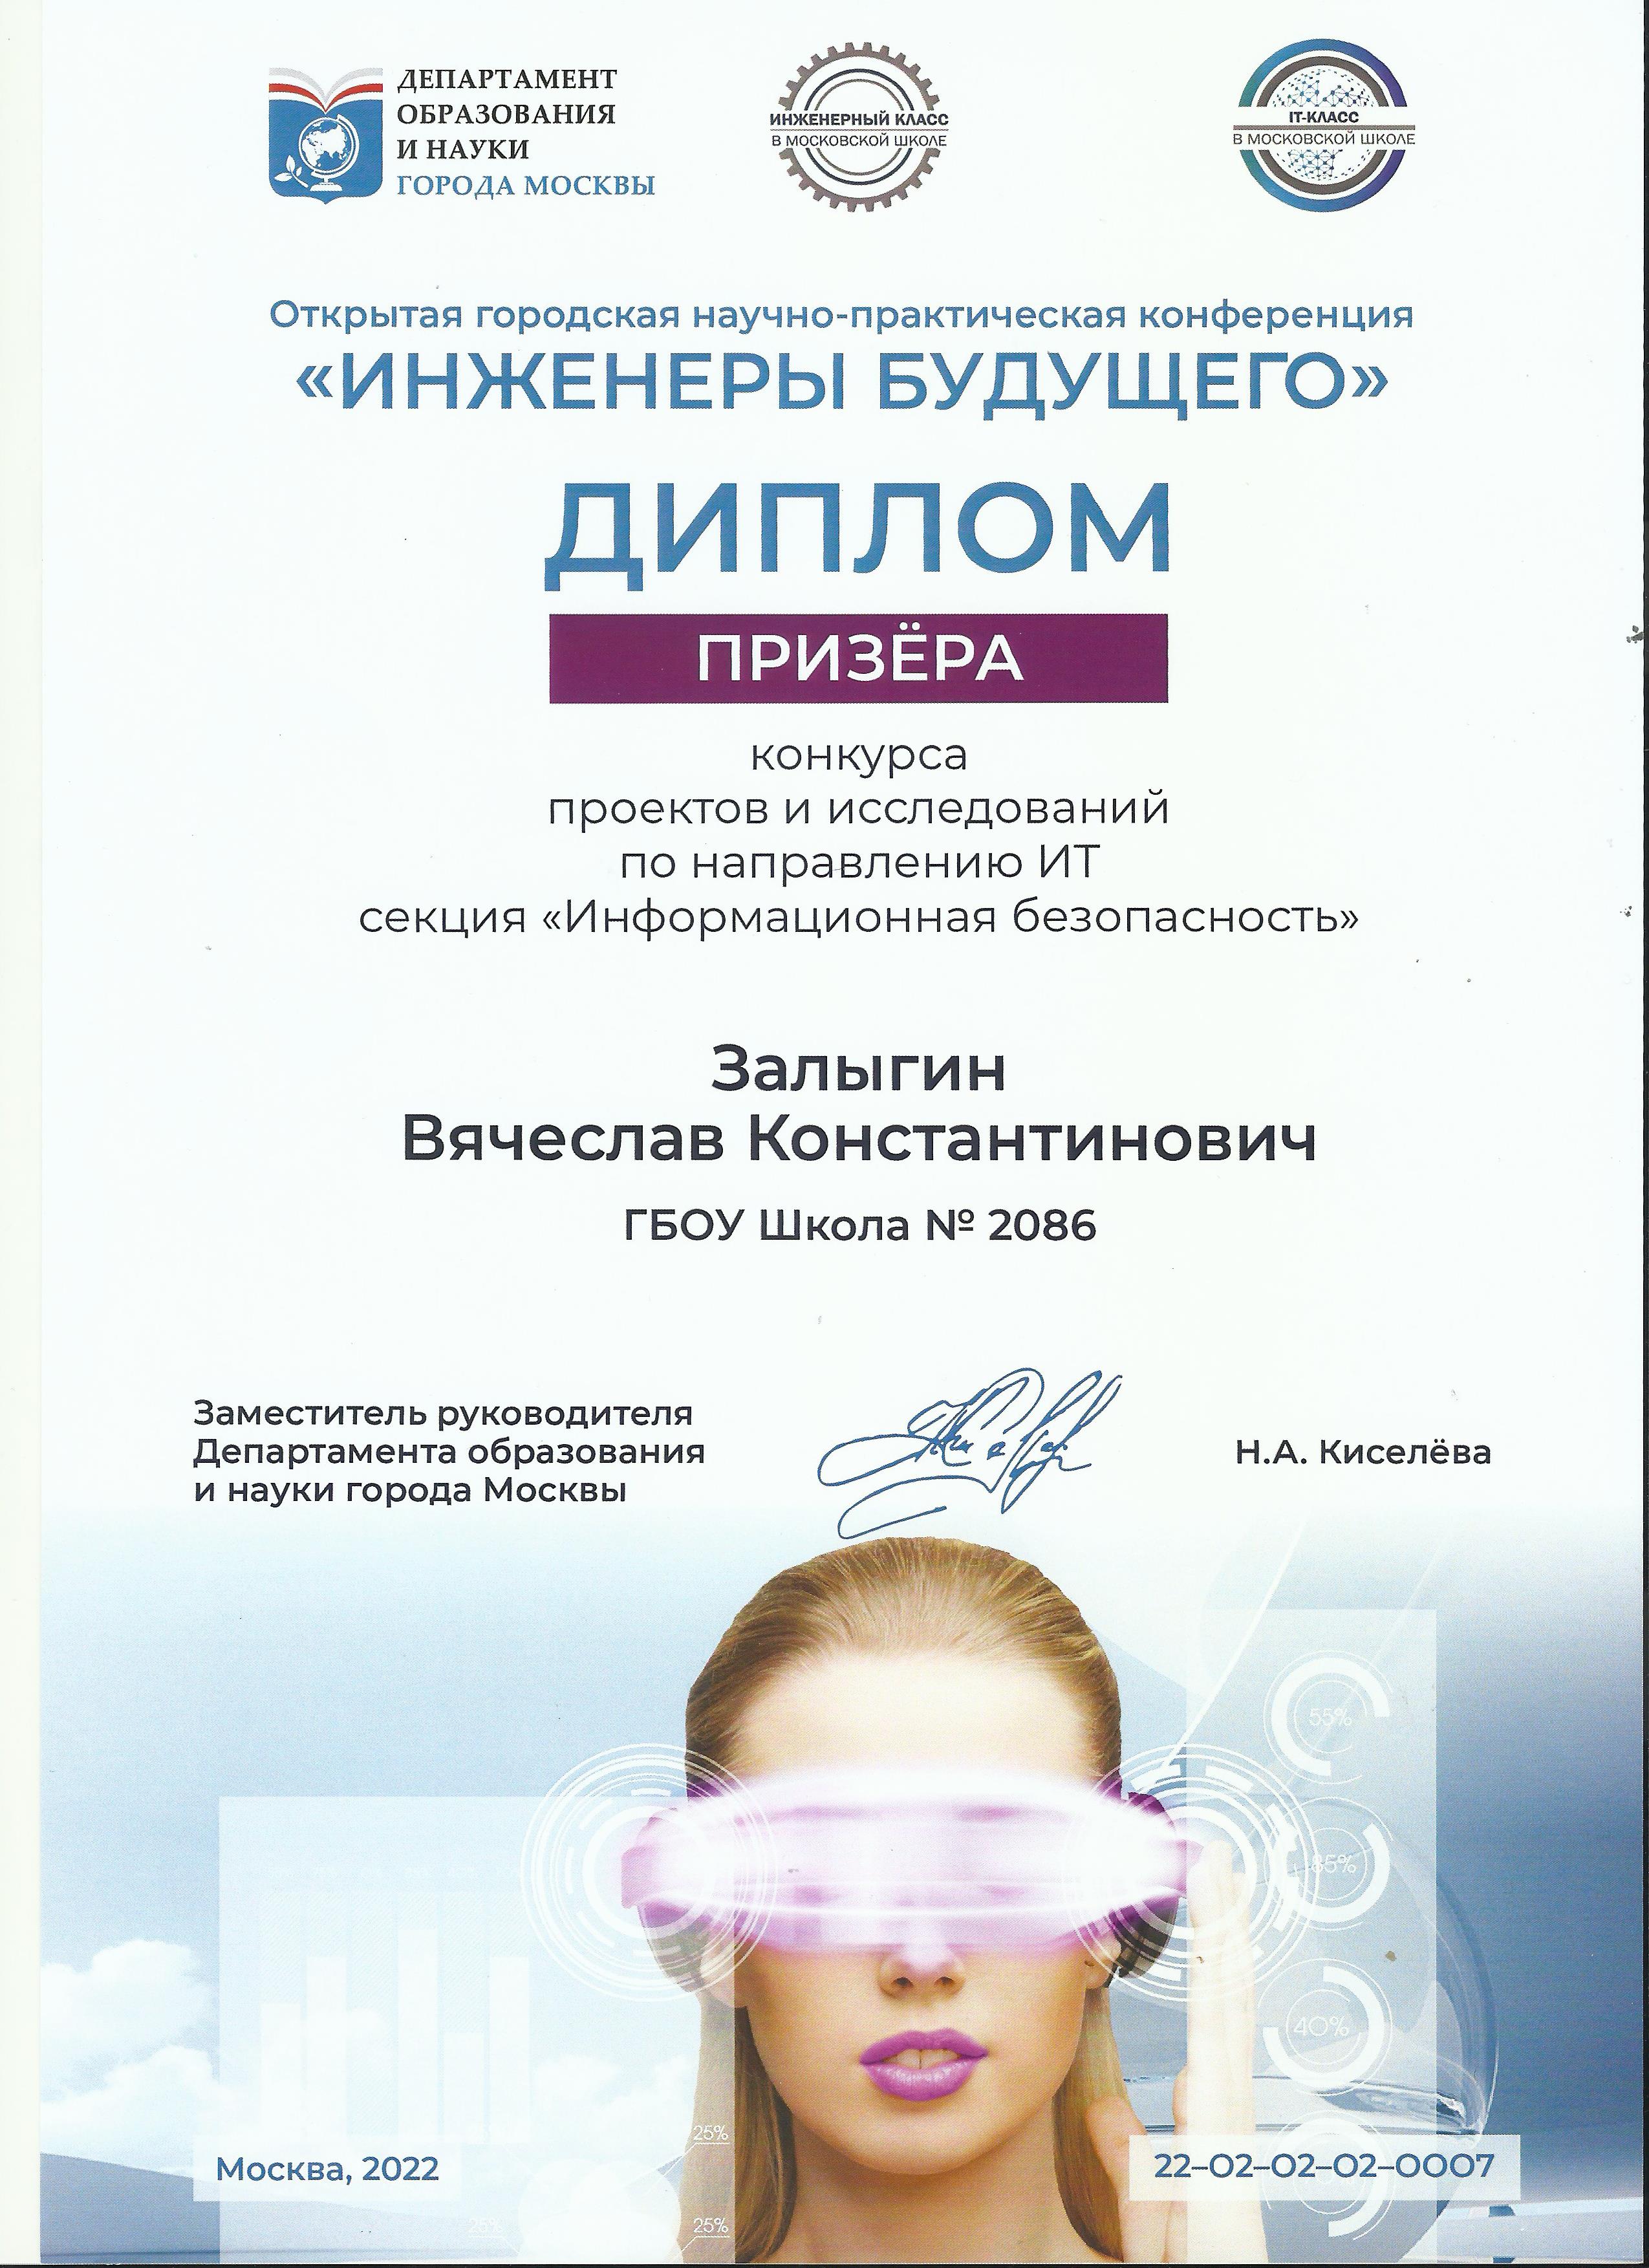 ДЕПАРТАМЕНТ
ОБРАЗОВАНИЯ
И НАУКИ
ГОРОДА МОСКВЫ
ИНЖЕНЕРНЫЙ КЛАСС
В МОСКОВСКОЙ ШКОЛЕ
IT-КЛАСС
В МОСКОВСКОЙ ШКОЛЕ
Открытая городская научно-практическая конференция
«ИНЖЕНЕРЫ БУДУЩЕГО»
ДИПЛОМ
ПРИЗЁРА
конкурса
проектов и исследований
по направлению ИТ
секция «Информационная безопасность»
Залыгин
Вячеслав Константинович
ГБОУ Школа № 2086
Заместитель руководителя
Департамента образования
и науки города Москвы
Н.А. Киселёва
55%
85%
40%
25%
Москва, 2022
22-02-02-02-0007
25%
25%